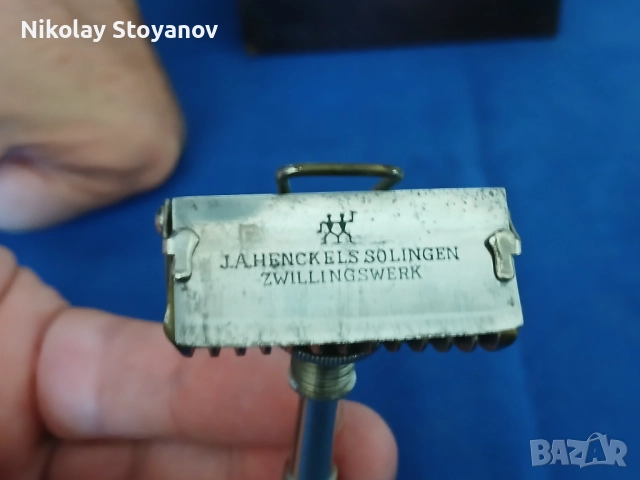 Nikolay Stoyanov
J.A.HENCKELS SOLINGEN
ZWILLINGSWERK
BAZAR